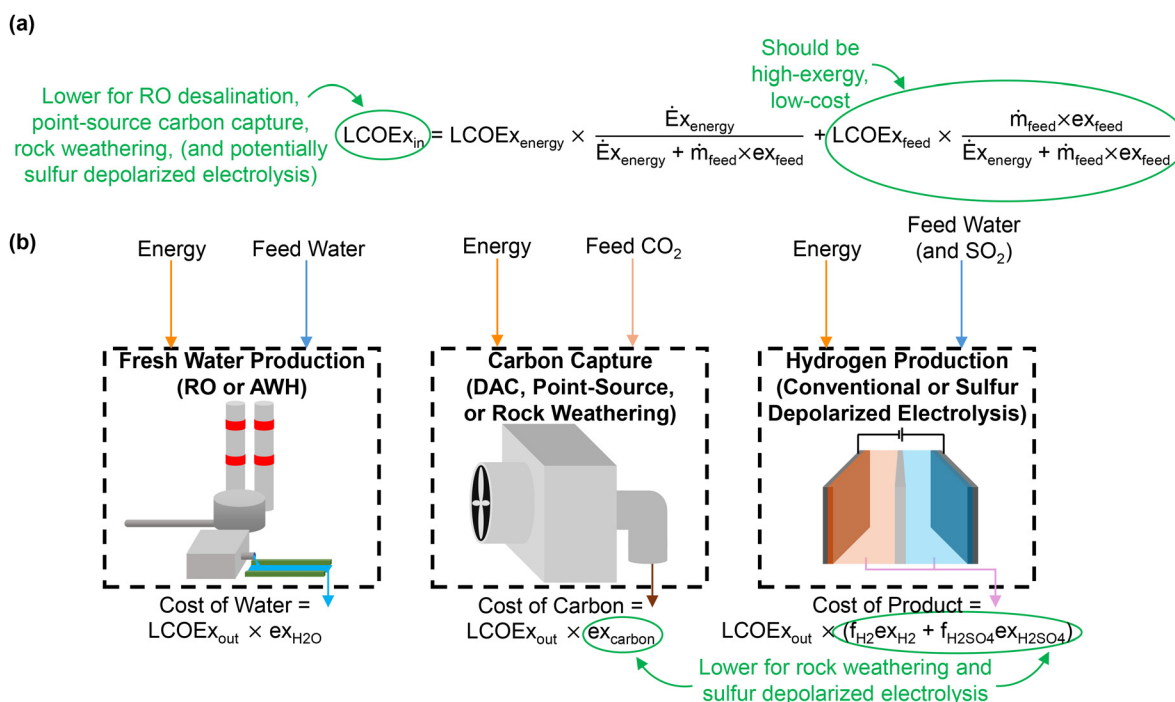 (a)
Should be
high-exergy,
low-cost
Lower for RO desalination,
point-source carbon capture,
rock weathering, (and potentially
sulfur depolarized electrolysis)
LCOEx_in = LCOEx_energy × Ėx_energy / (Ėx_energy + ṁ_feed×ex_feed) + LCOEx_feed × ṁ_feed×ex_feed / (Ėx_energy + ṁ_feed×ex_feed)
(b)
Energy
Feed Water
Energy
Feed CO₂
Energy
Feed Water
(and SO₂)
Fresh Water Production
(RO or AWH)
Carbon Capture
(DAC, Point-Source,
or Rock Weathering)
Hydrogen Production
(Conventional or Sulfur
Depolarized Electrolysis)
Cost of Water =
LCOEx_out × ex_H2O
Cost of Carbon =
LCOEx_out × ex_carbon
Cost of Product =
LCOEx_out × (f_H2ex_H2 + f_H2SO4ex_H2SO4)
Lower for rock weathering and
sulfur depolarized electrolysis